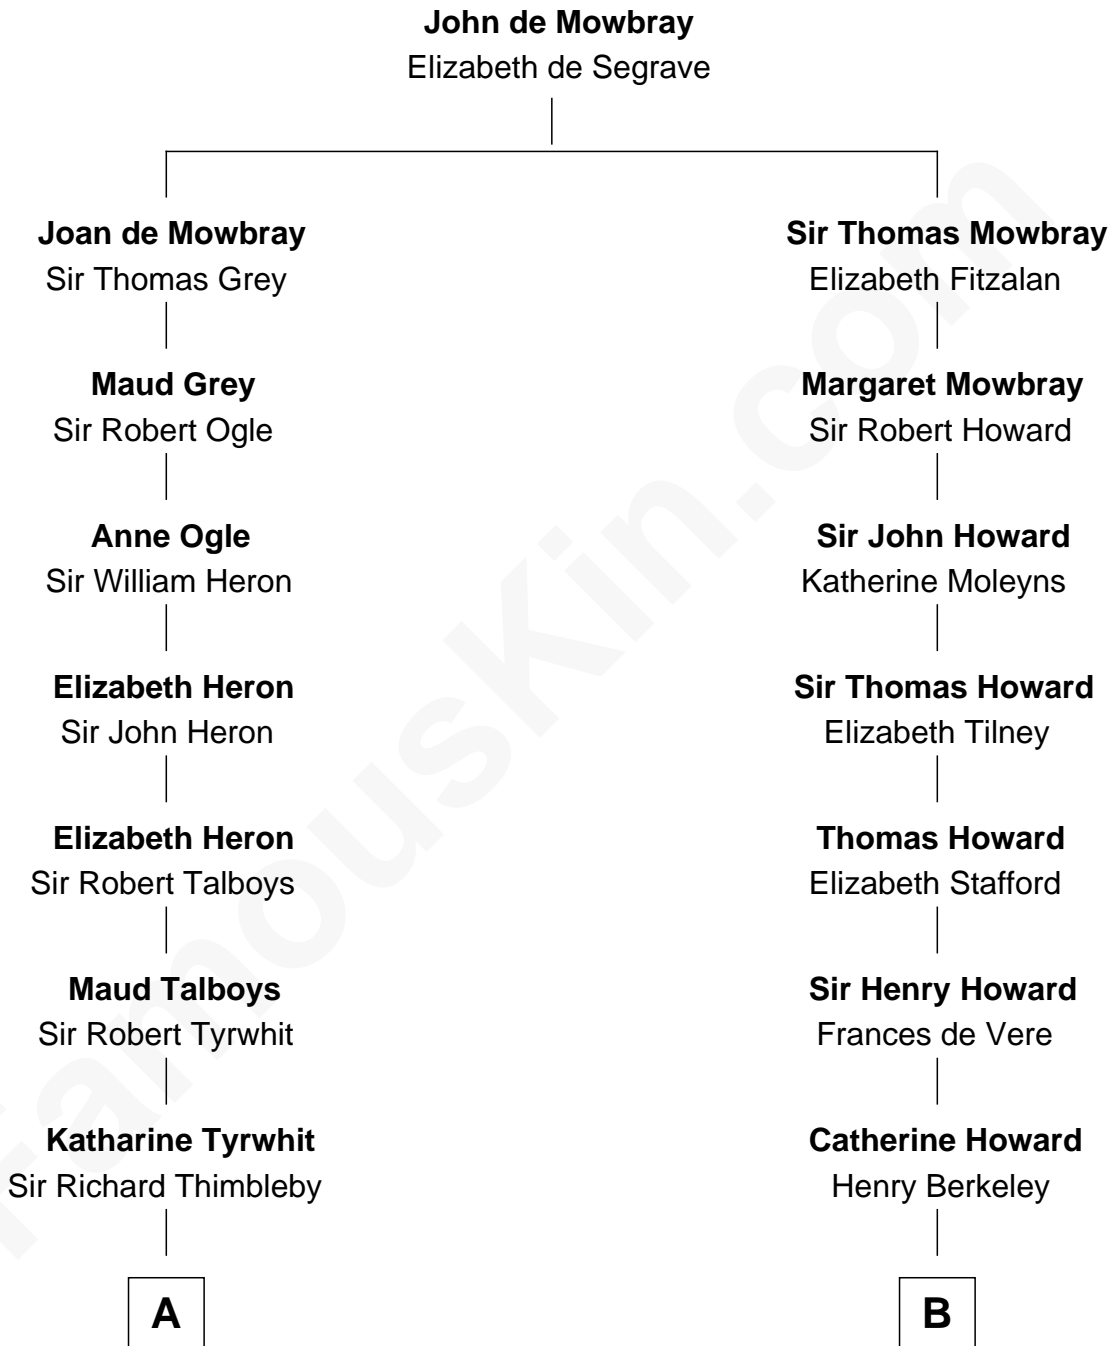 John de Mowbray
Elizabeth de Segrave
Joan de Mowbray
Sir Thomas Grey
Sir Thomas Mowbray
Elizabeth Fitzalan
Maud Grey
Sir Robert Ogle
Margaret Mowbray
Sir Robert Howard
Anne Ogle
Sir William Heron
Sir John Howard
Katherine Moleyns
Elizabeth Heron
Sir John Heron
Sir Thomas Howard
Elizabeth Tilney
Elizabeth Heron
Sir Robert Talboys
Thomas Howard
Elizabeth Stafford
Maud Talboys
Sir Robert Tyrwhit
Sir Henry Howard
Frances de Vere
Katharine Tyrwhit
Sir Richard Thimbleby
Catherine Howard
Henry Berkeley
A
B
FamousKin.com